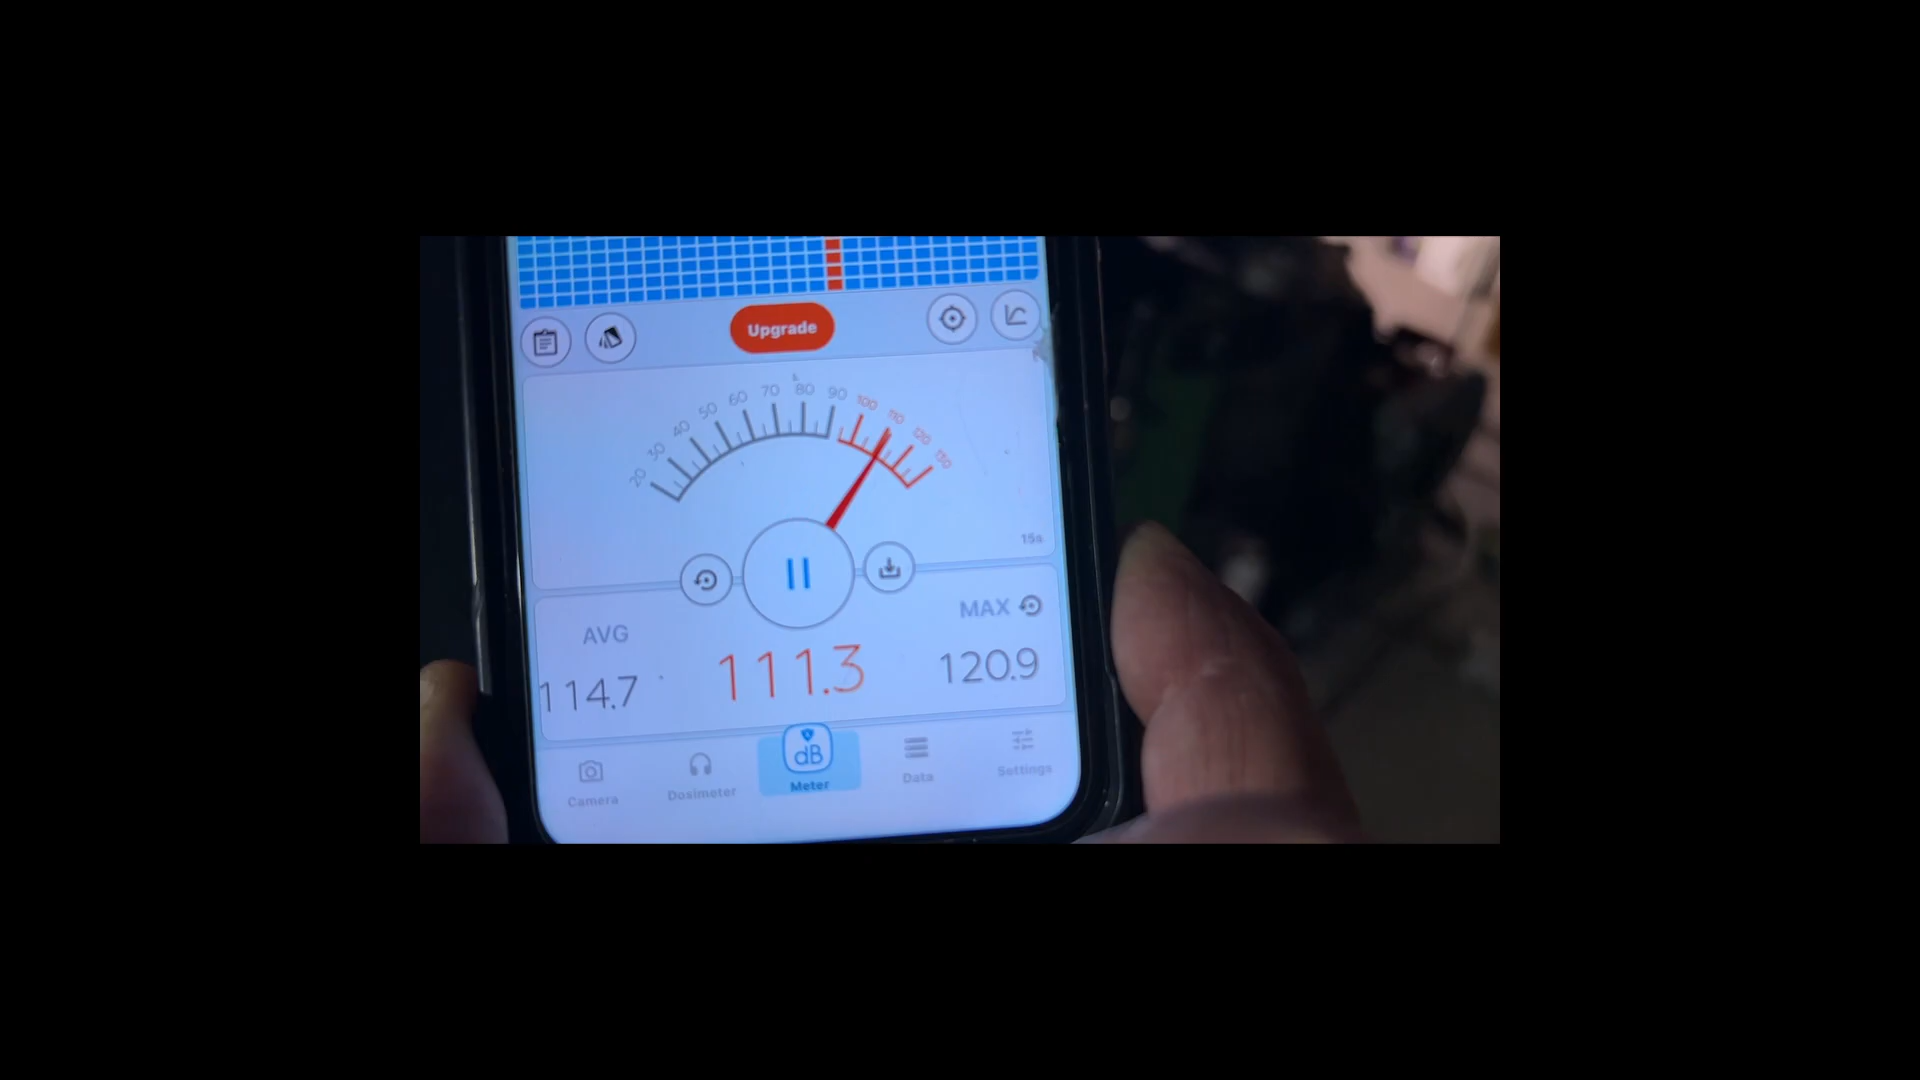 Upgrade
20 30 40 50 60 70 80 90 100 110 120 130
15s
AVG
MAX
114.7
111.3
120.9
dB
Camera
Dosimeter
Meter
Data
Settings